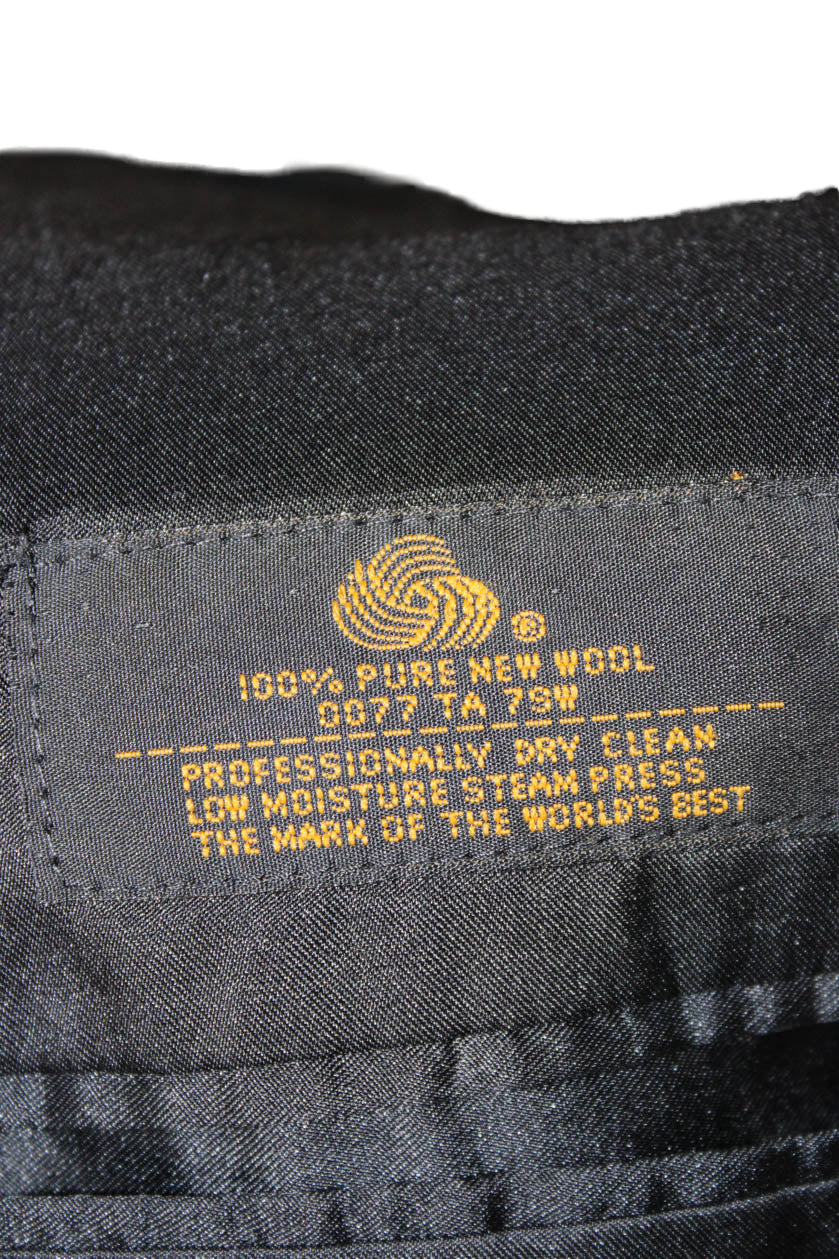 ®
100% PURE NEW WOOL
0077 TA 79W
PROFESSIONALLY DRY CLEAN
LOW MOISTURE STEAM PRESS
THE MARK OF THE WORLD'S BEST